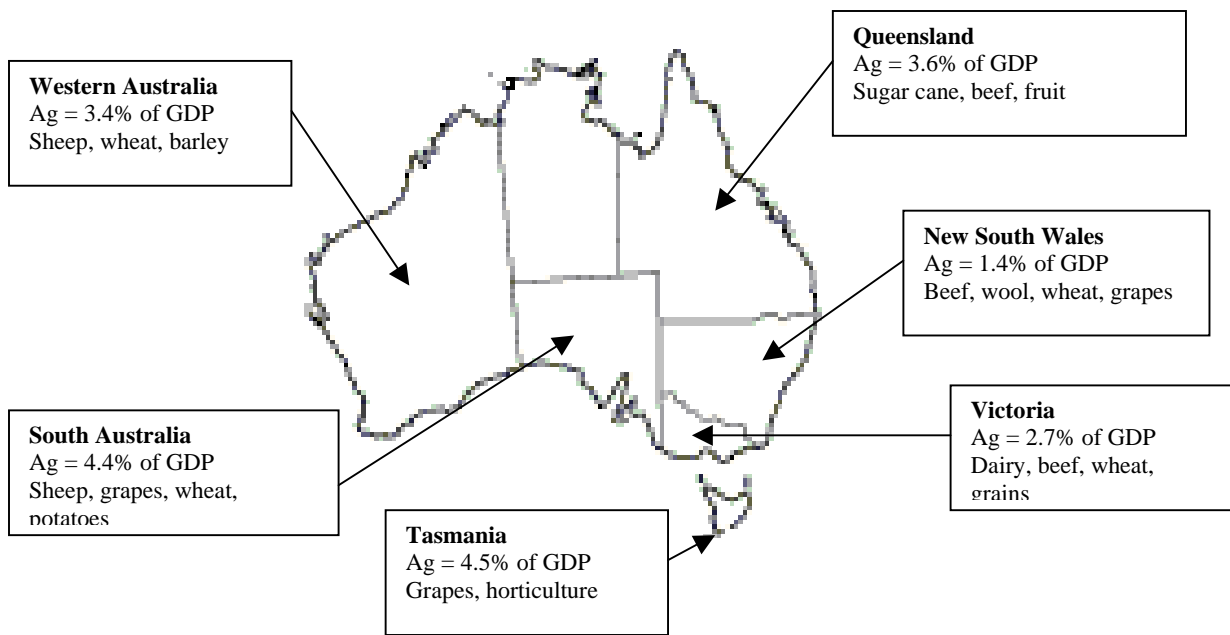 Queensland
Ag = 3.6% of GDP
Sugar cane, beef, fruit
Western Australia
Ag = 3.4% of GDP
Sheep, wheat, barley
New South Wales
Ag = 1.4% of GDP
Beef, wool, wheat, grapes
Victoria
Ag = 2.7% of GDP
Dairy, beef, wheat,
grains
South Australia
Ag = 4.4% of GDP
Sheep, grapes, wheat,
potatoes
Tasmania
Ag = 4.5% of GDP
Grapes, horticulture